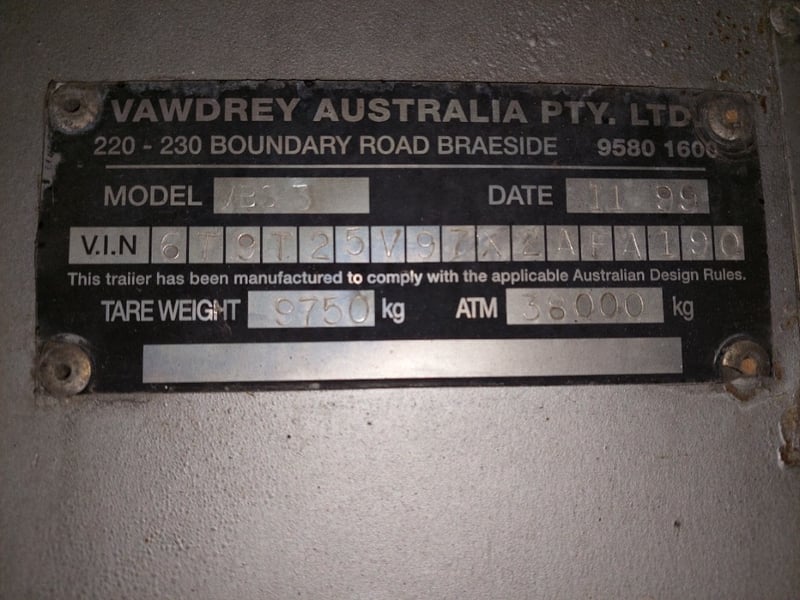 VAWDREY AUSTRALIA PTY. LTD.
220 - 230 BOUNDARY ROAD BRAESIDE 9580 1600
MODEL DATE 11 99
V.I.N 6T9T25V97X2AFA190
This trailer has been manufactured to comply with the applicable Australian Design Rules.
TARE WEIGHT 9750 kg ATM 38000 kg